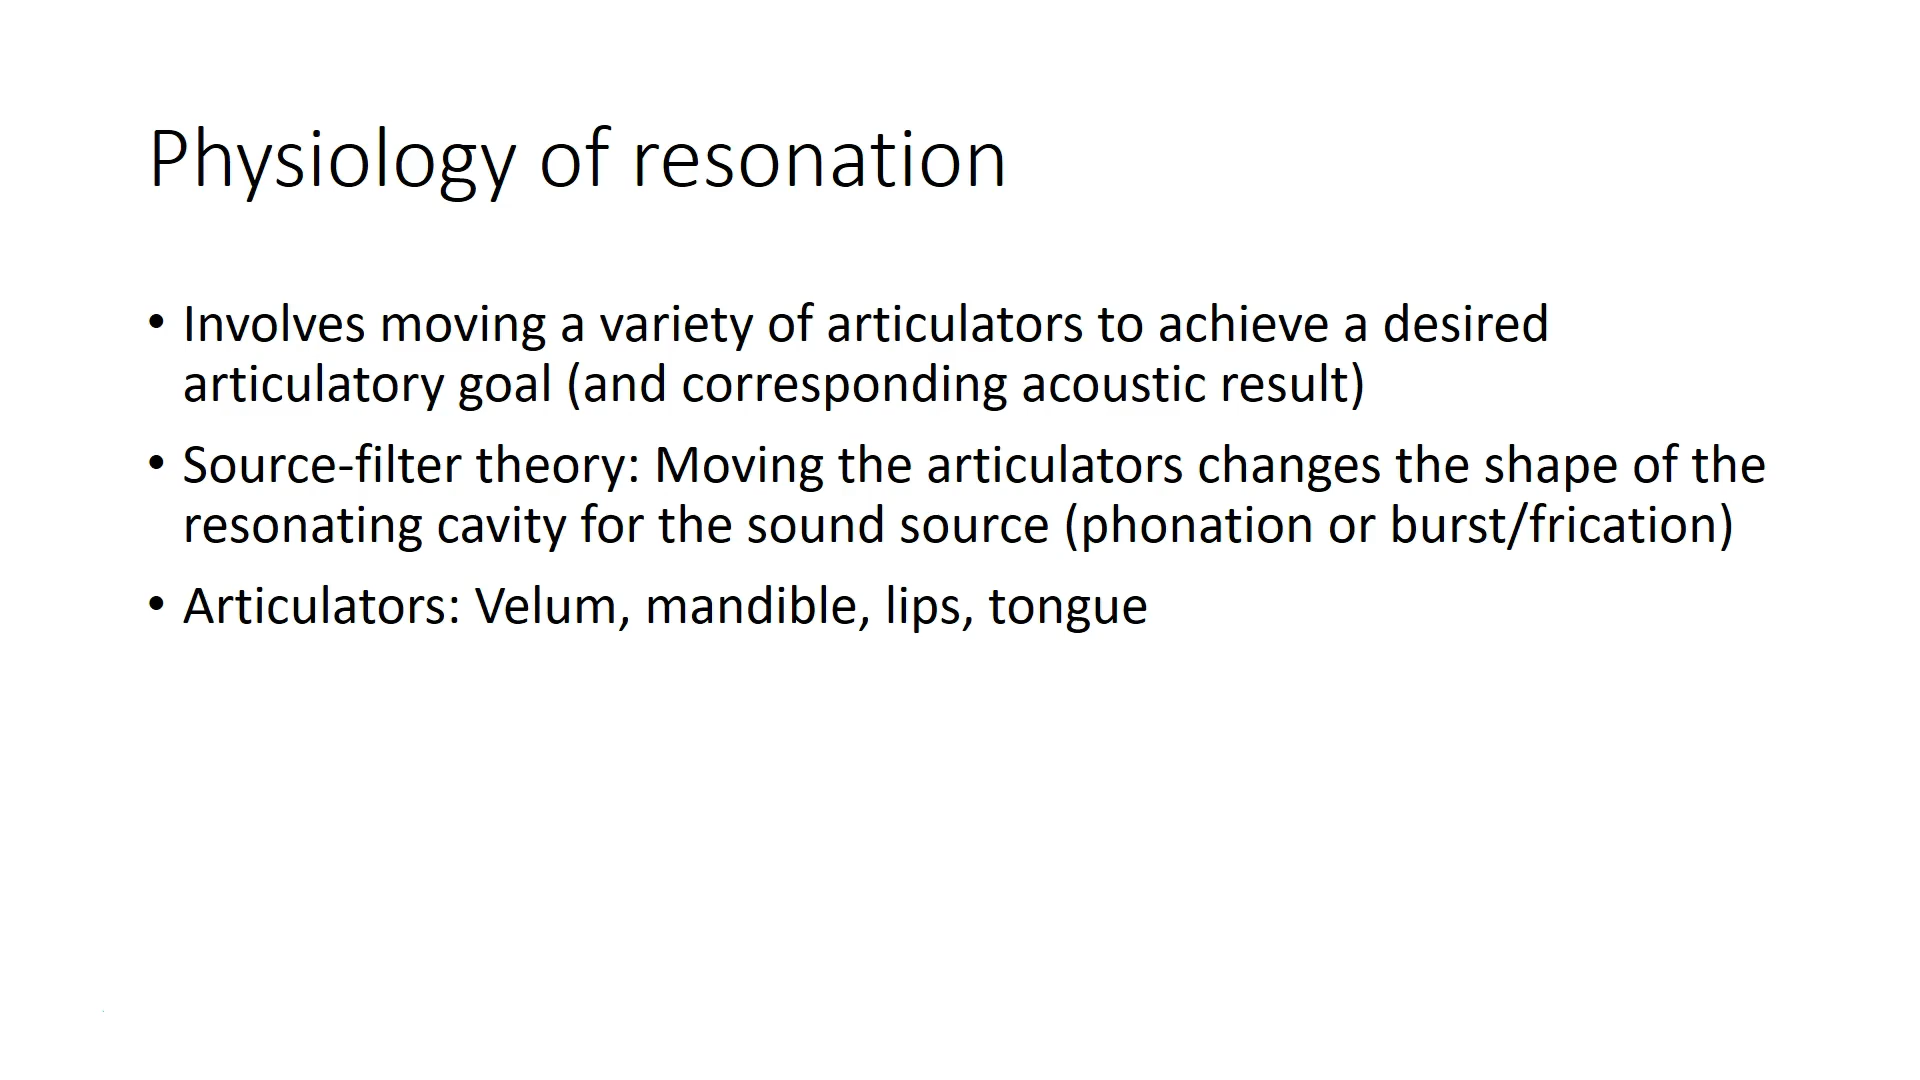 Physiology of resonation
• Involves moving a variety of articulators to achieve a desired
articulatory goal (and corresponding acoustic result)
• Source-filter theory: Moving the articulators changes the shape of the
resonating cavity for the sound source (phonation or burst/frication)
• Articulators: Velum, mandible, lips, tongue